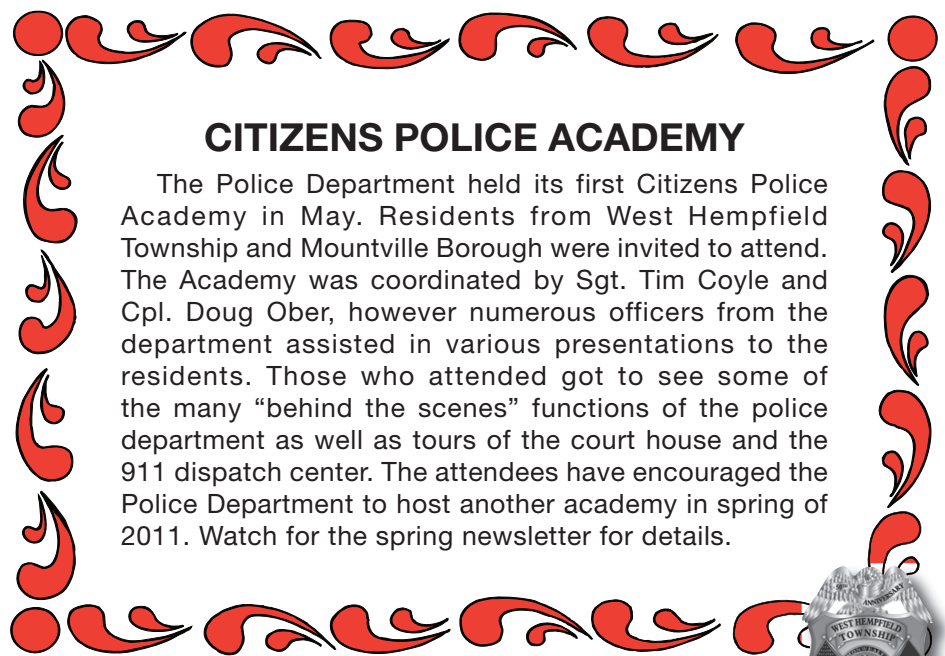 CITIZENS POLICE ACADEMY
The Police Department held its first Citizens Police
Academy in May. Residents from West Hempfield
Township and Mountville Borough were invited to attend.
The Academy was coordinated by Sgt. Tim Coyle and
Cpl. Doug Ober, however numerous officers from the
department assisted in various presentations to the
residents. Those who attended got to see some of
the many “behind the scenes” functions of the police
department as well as tours of the court house and the
911 dispatch center. The attendees have encouraged the
Police Department to host another academy in spring of
2011. Watch for the spring newsletter for details.
ANNIVERSARY
WEST HEMPFIELD
TOWNSHIP